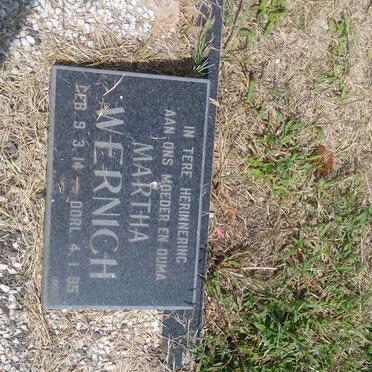 IN TERE HERINNERING
AAN ONS MOEDER EN OUMA
MARTHA
WERNICH
GEB. 9.3.14 – OORL. 4.1.95